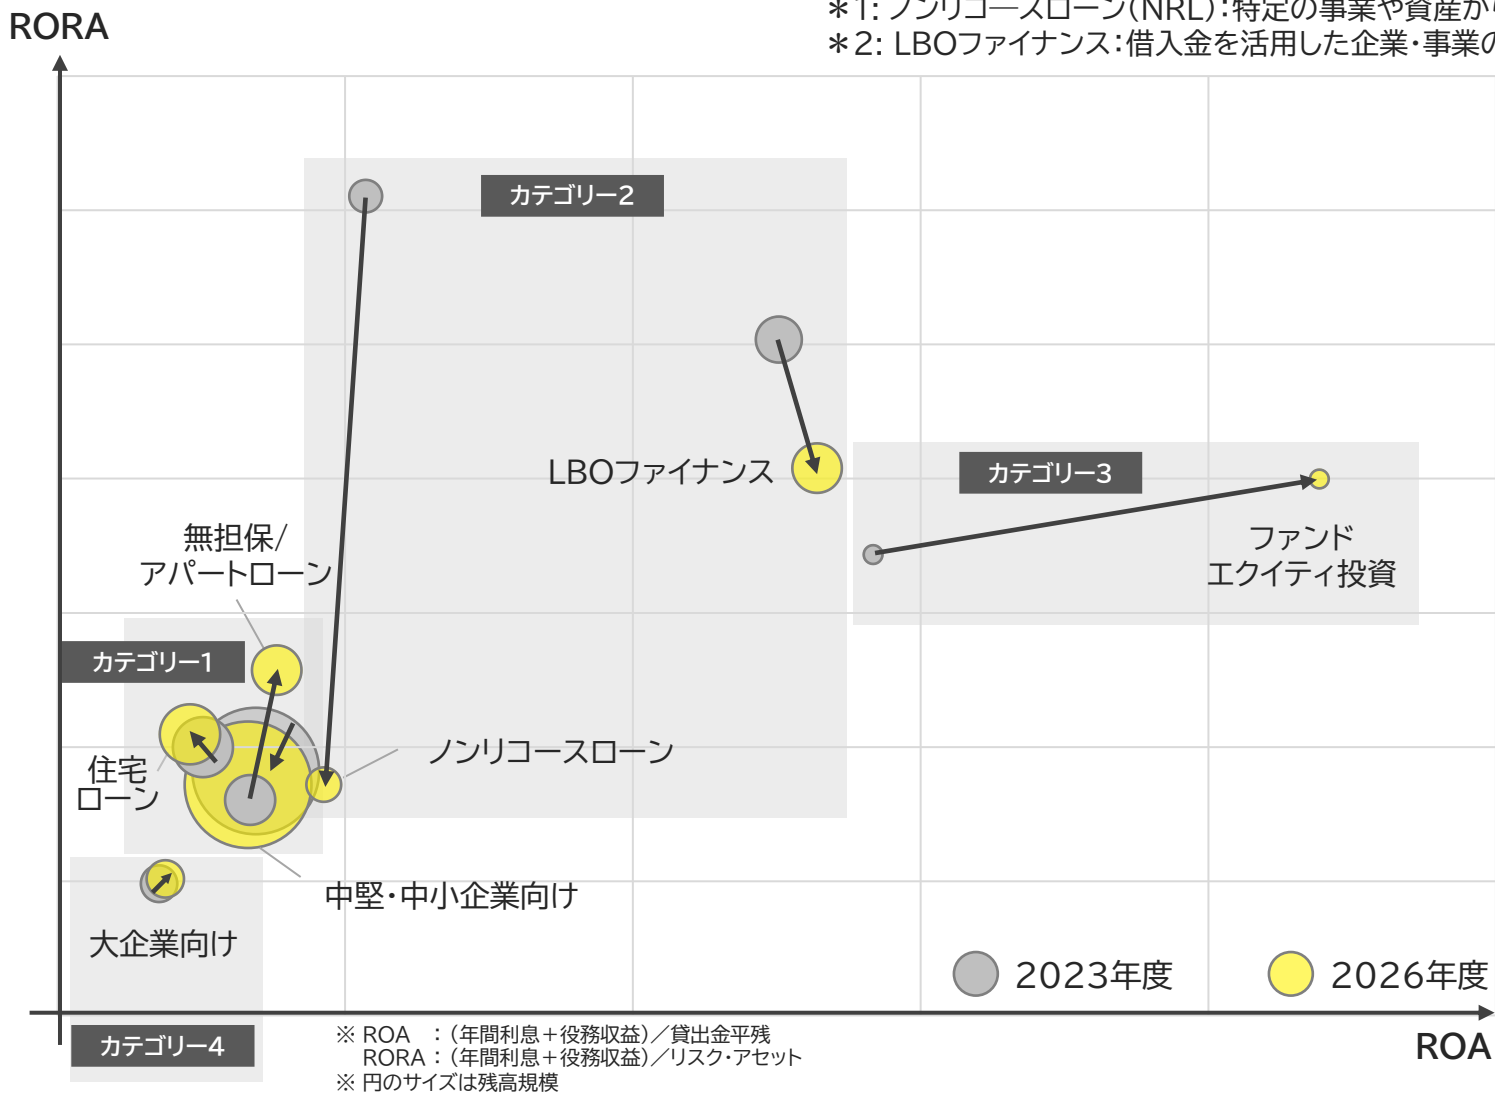 *1: ノンリコースローン(NRL):特定の事業や資産か
*2: LBOファイナンス:借入金を活用した企業・事業の
RORA
カテゴリー2
LBOファイナンス
カテゴリー3
ファンド
エクイティ投資
無担保/
アパートローン
カテゴリー1
住宅
ローン
ノンリコースローン
中堅・中小企業向け
大企業向け
2023年度
2026年度
カテゴリー4
ROA
※ ROA :(年間利息+役務収益)/貸出金平残
RORA:(年間利息+役務収益)/リスク・アセット
※ 円のサイズは残高規模